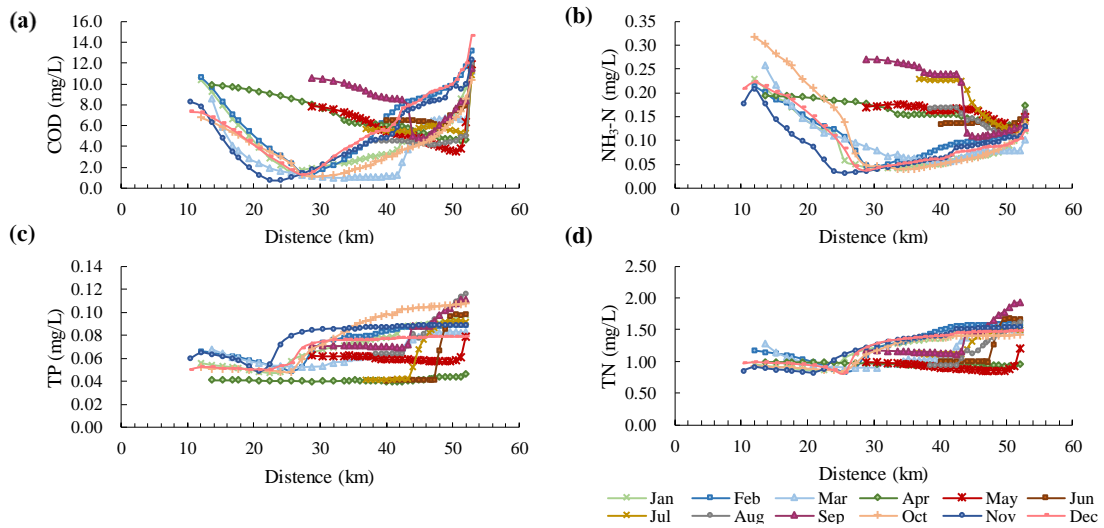 (a)
COD (mg/L)
16.0
14.0
12.0
10.0
8.0
6.0
4.0
2.0
0.0
0 10 20 30 40 50 60
Distence (km)
(b)
NH3-N (mg/L)
0.35
0.30
0.25
0.20
0.15
0.10
0.05
0.00
0 10 20 30 40 50 60
Distence (km)
(c)
TP (mg/L)
0.14
0.12
0.10
0.08
0.06
0.04
0.02
0.00
0 10 20 30 40 50 60
Distence (km)
(d)
TN (mg/L)
2.50
2.00
1.50
1.00
0.50
0.00
0 10 20 30 40 50 60
Distence (km)
Jan Feb Mar Apr May Jun
Jul Aug Sep Oct Nov Dec